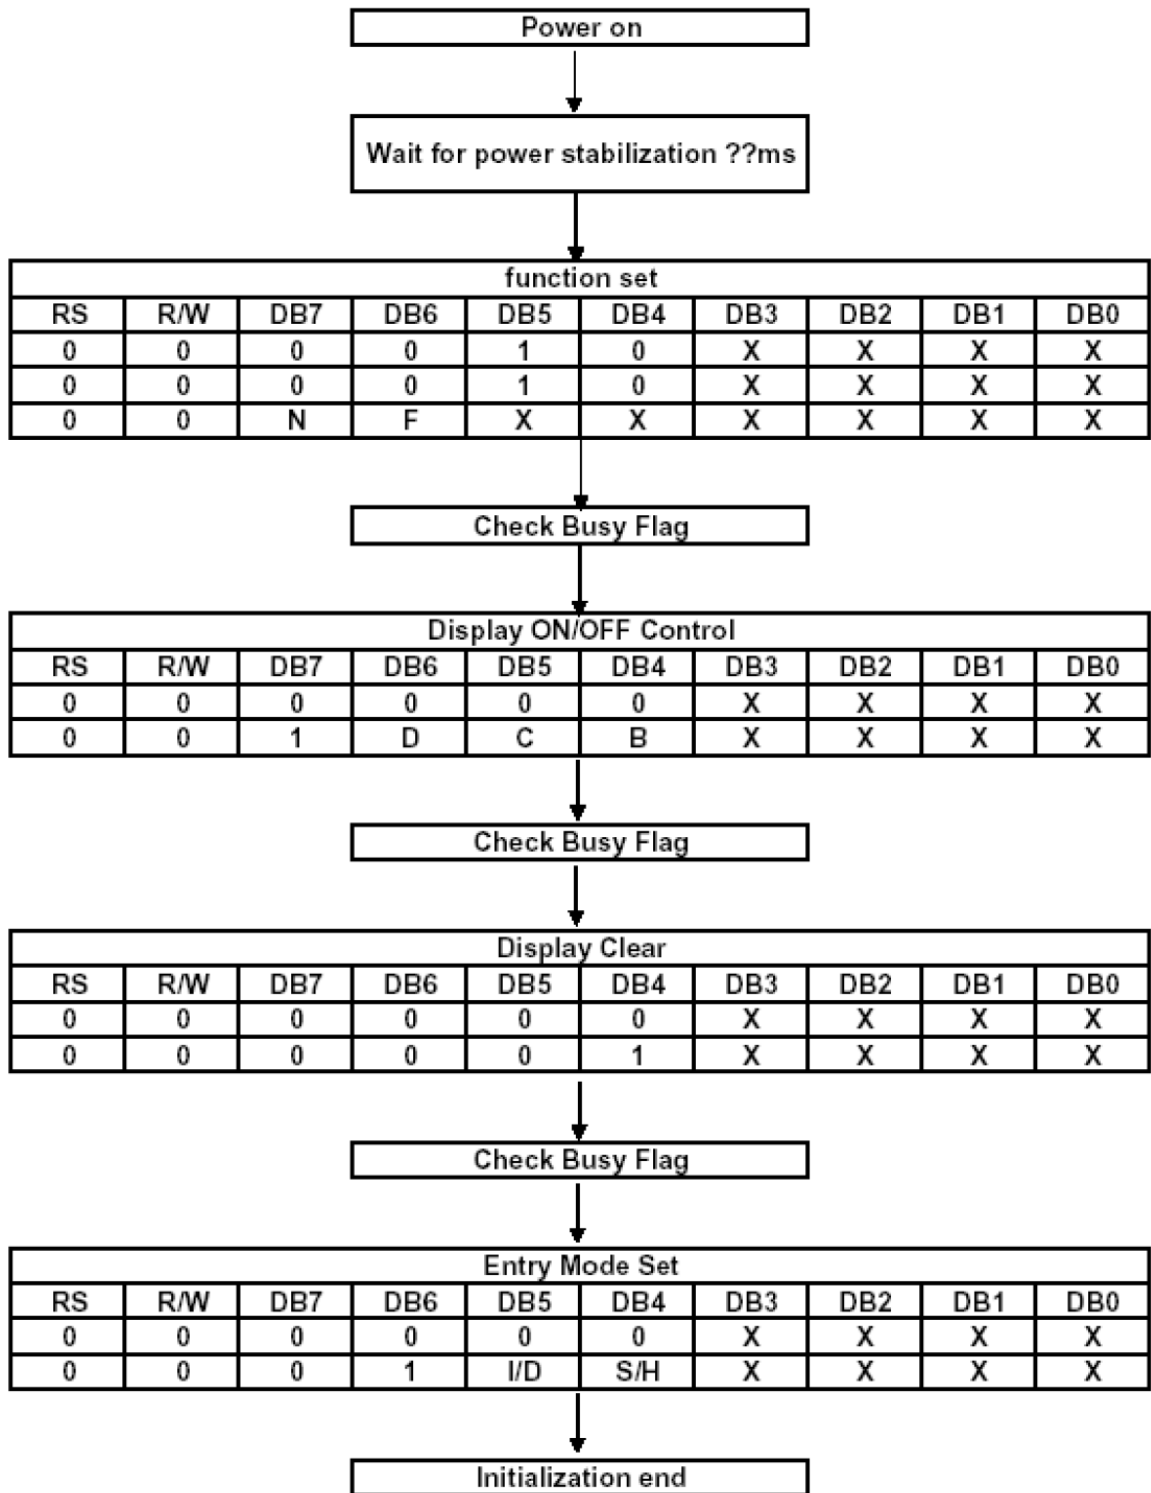 Power on
Wait for power stabilization ??ms
function set
RS R/W DB7 DB6 DB5 DB4 DB3 DB2 DB1 DB0
0 0 0 0 1 0 X X X X
0 0 0 0 1 0 X X X X
0 0 N F X X X X X X
Check Busy Flag
Display ON/OFF Control
RS R/W DB7 DB6 DB5 DB4 DB3 DB2 DB1 DB0
0 0 0 0 0 0 X X X X
0 0 1 D C B X X X X
Check Busy Flag
Display Clear
RS R/W DB7 DB6 DB5 DB4 DB3 DB2 DB1 DB0
0 0 0 0 0 0 X X X X
0 0 0 0 0 1 X X X X
Check Busy Flag
Entry Mode Set
RS R/W DB7 DB6 DB5 DB4 DB3 DB2 DB1 DB0
0 0 0 0 0 0 X X X X
0 0 0 1 I/D S/H X X X X
Initialization end